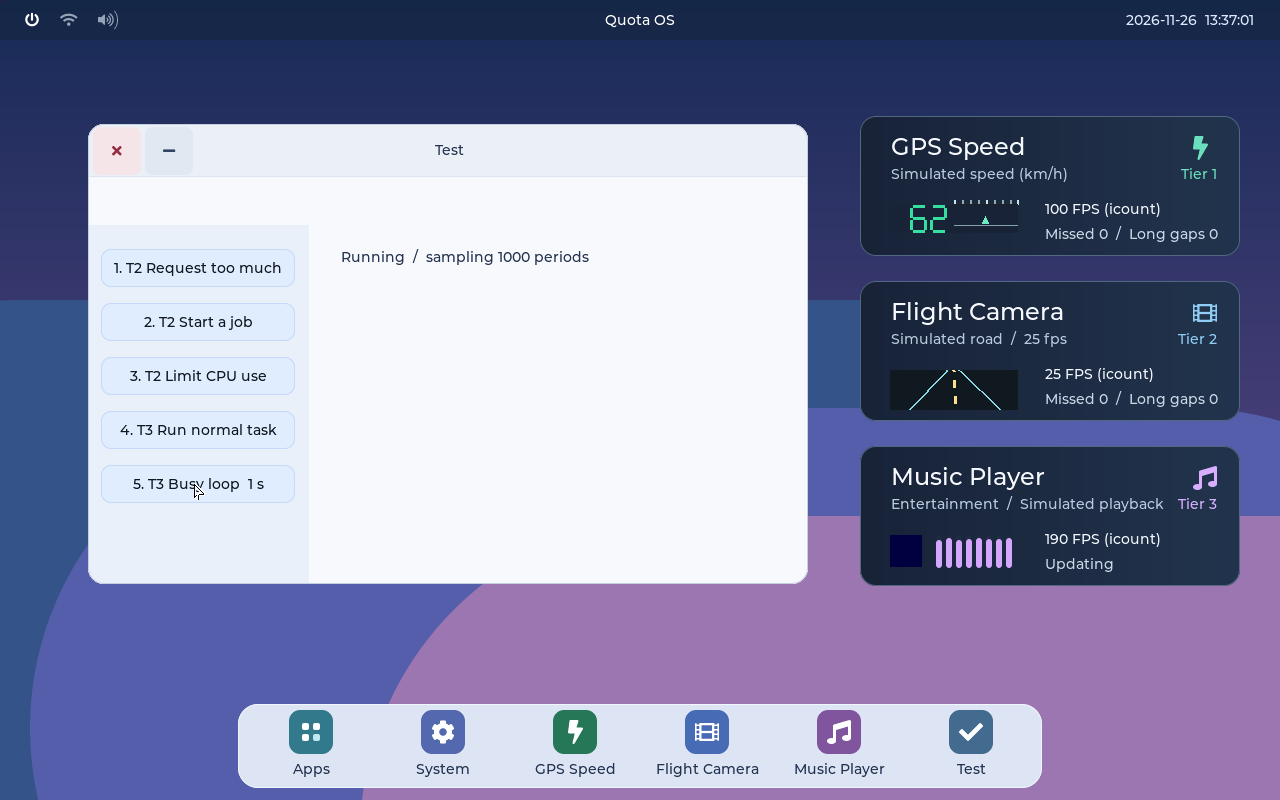 Quota OS
2026-11-26 13:37:01
Test
1. T2 Request too much
2. T2 Start a job
3. T2 Limit CPU use
4. T3 Run normal task
5. T3 Busy loop 1 s
Running / sampling 1000 periods
GPS Speed
Simulated speed (km/h)
Tier 1
62
100 FPS (icount)
Missed 0 / Long gaps 0
Flight Camera
Simulated road / 25 fps
Tier 2
25 FPS (icount)
Missed 0 / Long gaps 0
Music Player
Entertainment / Simulated playback
Tier 3
190 FPS (icount)
Updating
Apps
System
GPS Speed
Flight Camera
Music Player
Test